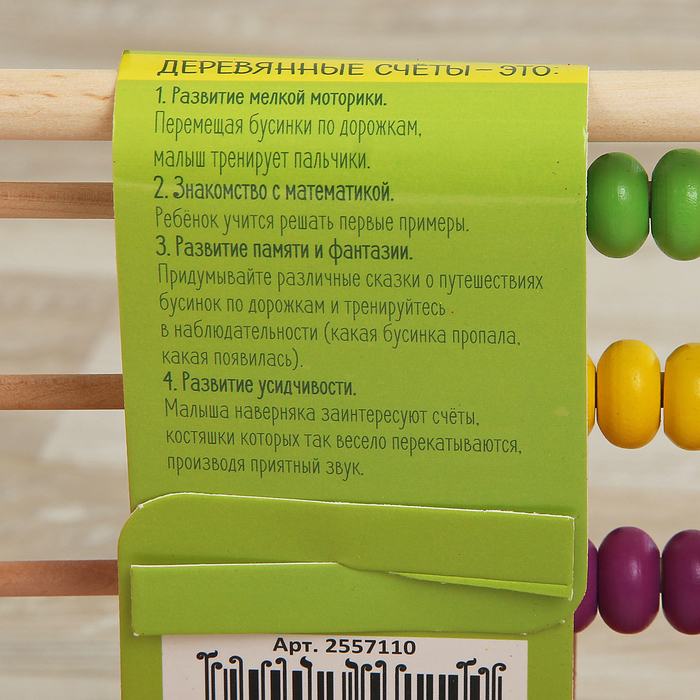 ДЕРЕВЯННЫЕ СЧЁТЫ – ЭТО:
1. Развитие мелкой моторики.
Перемещая бусинки по дорожкам,
малыш тренирует пальчики.
2. Знакомство с математикой.
Ребёнок учится решать первые примеры.
3. Развитие памяти и фантазии.
Придумывайте различные сказки о путешествиях
бусинок по дорожкам и тренируйтесь
в наблюдательности (какая бусинка пропала,
какая появилась).
4. Развитие усидчивости.
Малыша наверняка заинтересуют счёты,
костяшки которых так весело перекатываются,
производя приятный звук.
Арт. 2557110